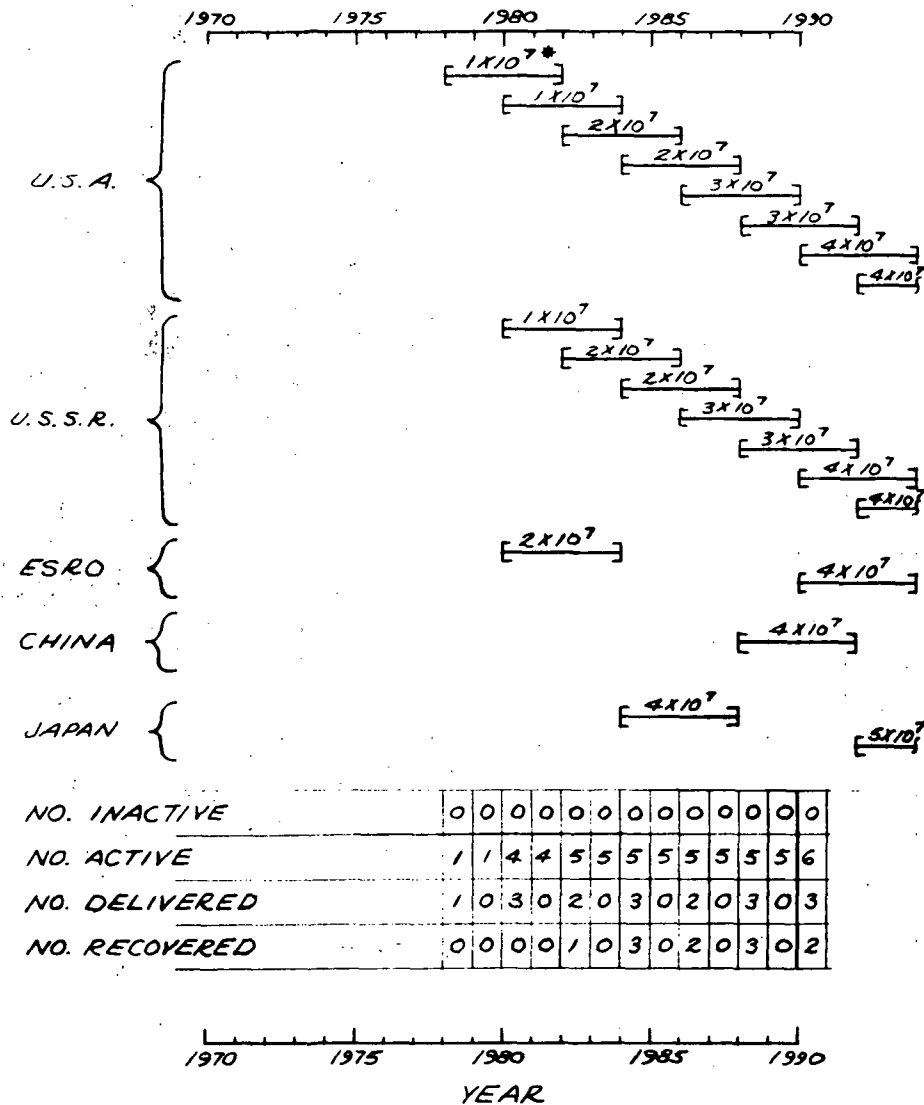 1970 1975 1980 1985 1990
1X10⁷*
1X10⁷
2X10⁷
2X10⁷
U.S.A.
3X10⁷
3X10⁷
4X10⁷
4X10⁷
1X10⁷
2X10⁷
2X10⁷
U.S.S.R.
3X10⁷
3X10⁷
4X10⁷
4X10⁷
2X10⁷
ESRO
4X10⁷
CHINA
4X10⁷
JAPAN
4X10⁷
5X10⁷
NO. INACTIVE 0 0 0 0 0 0 0 0 0 0 0 0 0
NO. ACTIVE 1 1 4 4 5 5 5 5 5 5 5 5 6
NO. DELIVERED 1 0 3 0 2 0 3 0 2 0 3 0 3
NO. RECOVERED 0 0 0 0 1 0 3 0 2 0 3 0 2
1970 1975 1980 1985 1990
YEAR